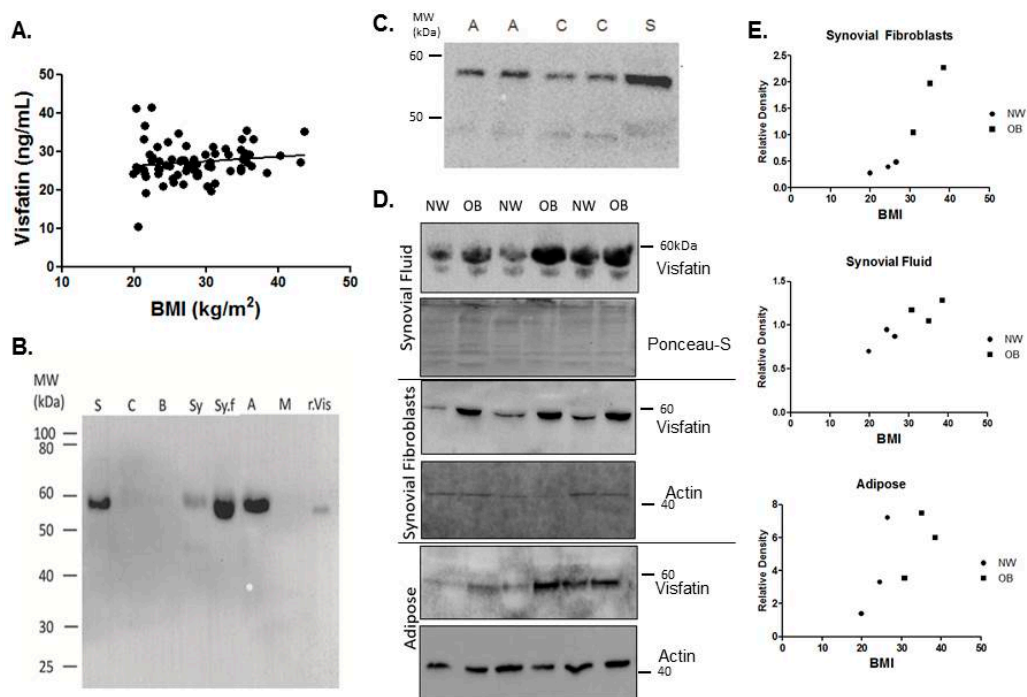 A.
Visfatin (ng/mL)
50
40
30
20
10
0
10 20 30 40 50
BMI (kg/m²)
B.
MW
(kDa)
S C B Sy Sy.f A M r.Vis
100
80
60
50
40
30
25
C.
MW
(kDa)
A A C C S
60
50
D.
NW OB NW OB NW OB
Synovial Fluid
60kDa
Visfatin
Ponceau-S
Synovial Fibroblasts
60
Visfatin
Actin
40
Adipose
60
Visfatin
Actin
40
E.
Synovial Fibroblasts
Relative Density
2.5
2.0
1.5
1.0
0.5
0.0
10 20 30 40 50
BMI
NW
OB
Synovial Fluid
Relative Density
1.5
1.0
0.5
0.0
0 10 20 30 40 50
BMI
NW
OB
Adipose
Relative Density
8
6
4
2
0
0 10 20 30 40 50
BMI
NW
OB